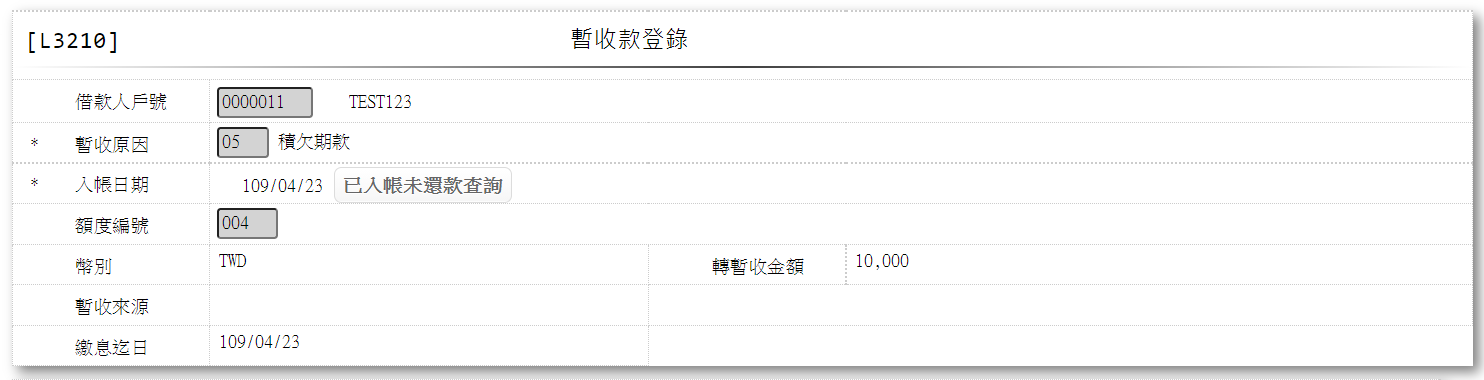 [L3210] 暫收款登錄
借款人戶號 0000011 TEST123
* 暫收原因 05 積欠期款
* 入帳日期 109/04/23 已入帳未還款查詢
額度編號 004
幣別 TWD 轉暫收金額 10,000
暫收來源
繳息迄日 109/04/23